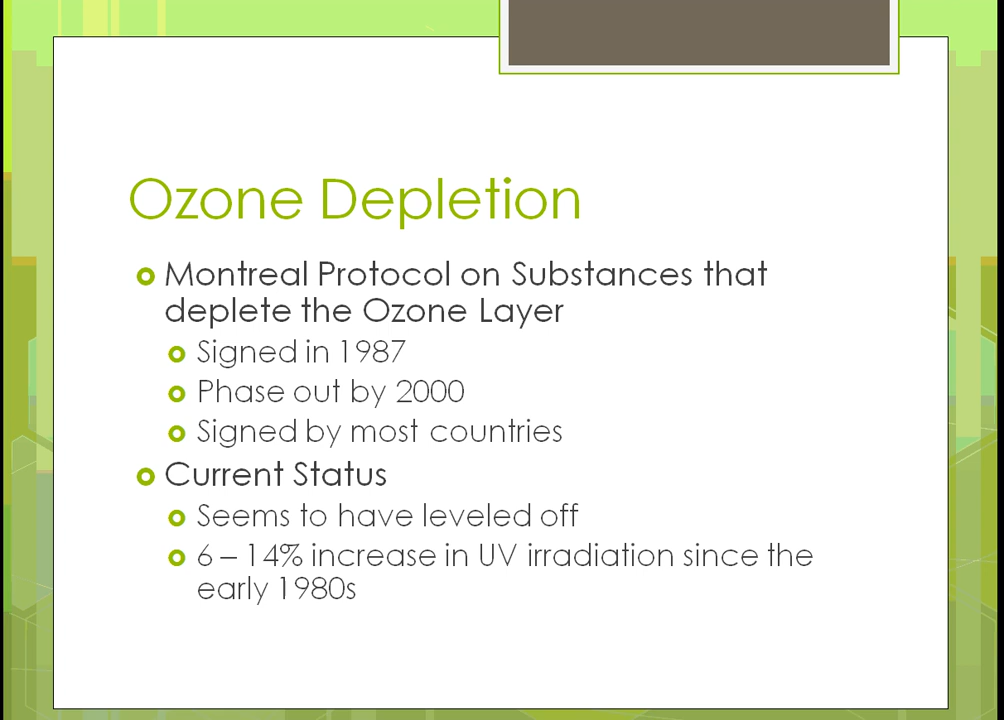 Ozone Depletion
Montreal Protocol on Substances that
deplete the Ozone Layer
Signed in 1987
Phase out by 2000
Signed by most countries
Current Status
Seems to have leveled off
6 – 14% increase in UV irradiation since the
early 1980s